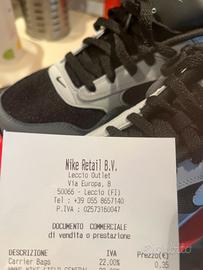 Nike Retail B.V.
Leccio Outlet
Via Europa, 8
50066 - Leccio (FI)
Tel : +39 055 8657140
P.IVA : 02573160047
DOCUMENTO COMMERCIALE
di vendita o prestazione
DESCRIZIONE IVA Prezzo(€)
Carrier Bags 22.00% 0.35